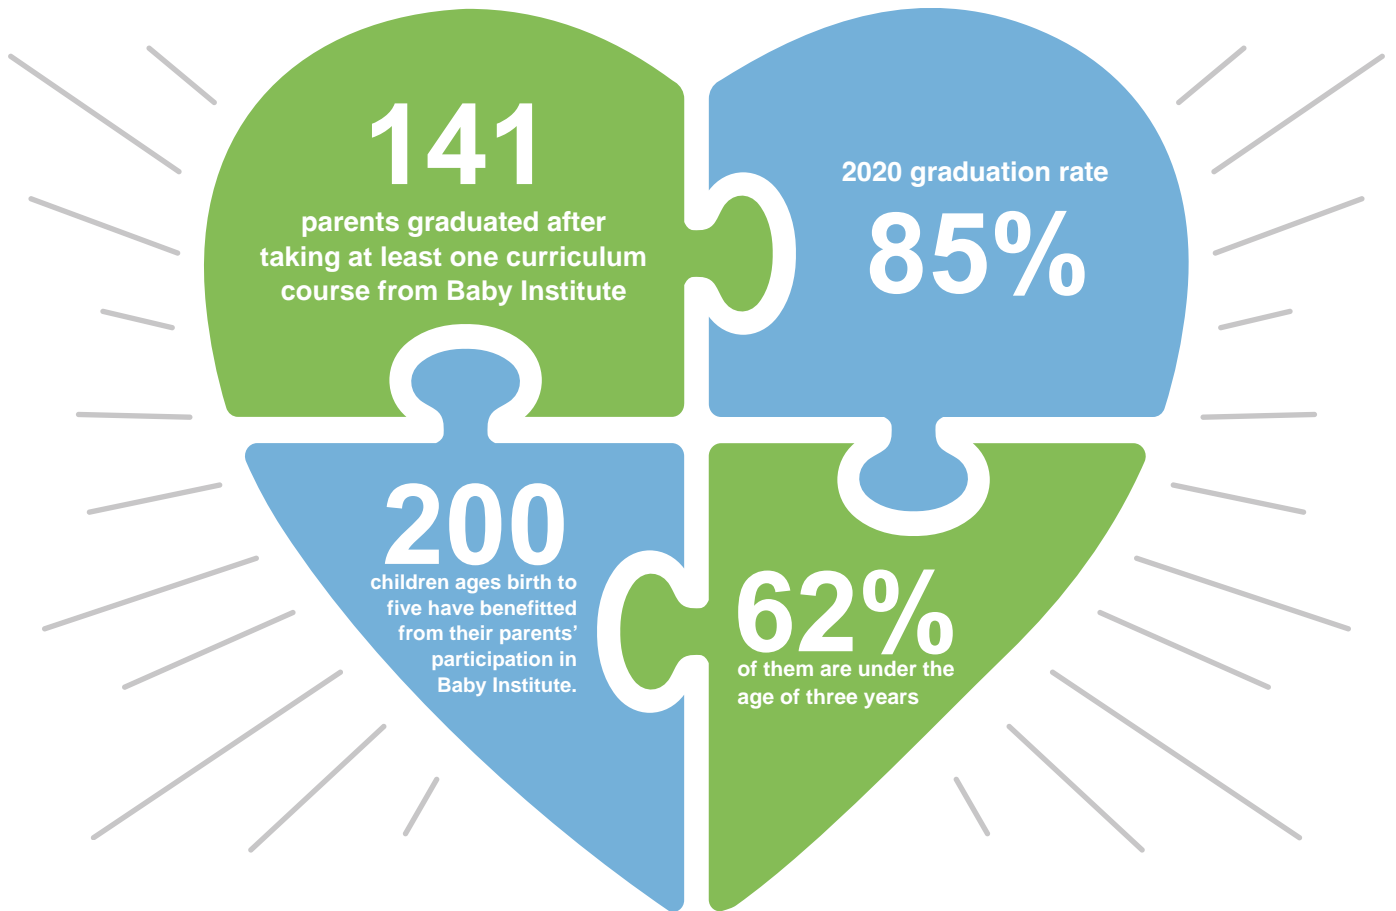 141
parents graduated after
taking at least one curriculum
course from Baby Institute
2020 graduation rate
85%
200
children ages birth to
five have benefitted
from their parents’
participation in
Baby Institute.
62%
of them are under the
age of three years